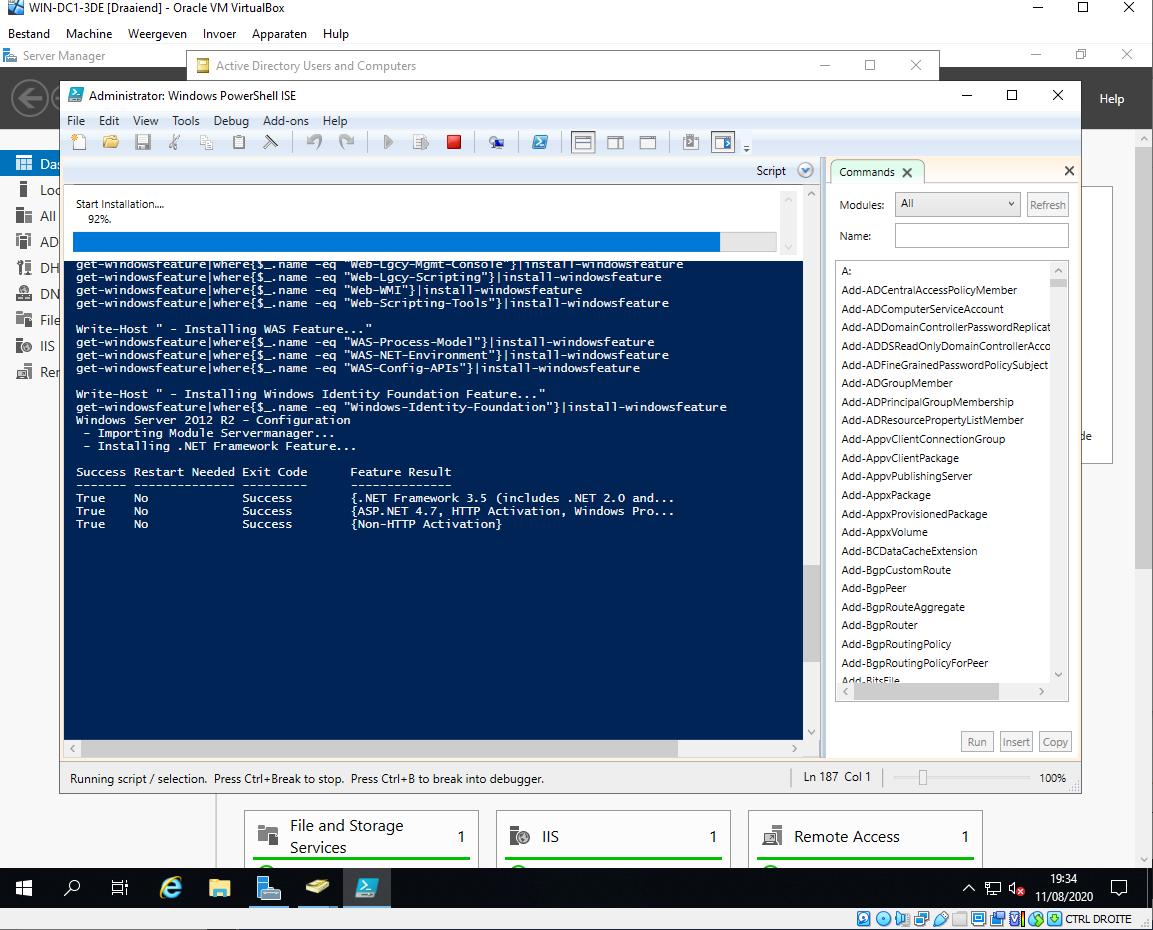 WIN-DC1-3DE [Draaiend] - Oracle VM VirtualBox
Bestand Machine Weergeven Invoer Apparaten Hulp
Server Manager
Active Directory Users and Computers
Administrator: Windows PowerShell ISE
Help
File Edit View Tools Debug Add-ons Help
Script
Start Installation....
92%.
get-windowsfeature|where{$_.name -eq "Web-Lgcy-Mgmt-Console"}|install-windowsfeature
get-windowsfeature|where{$_.name -eq "Web-Lgcy-Scripting"}|install-windowsfeature
get-windowsfeature|where{$_.name -eq "Web-WMI"}|install-windowsfeature
get-windowsfeature|where{$_.name -eq "Web-Scripting-Tools"}|install-windowsfeature
Write-Host " - Installing WAS Feature..."
get-windowsfeature|where{$_.name -eq "WAS-Process-Model"}|install-windowsfeature
get-windowsfeature|where{$_.name -eq "WAS-NET-Environment"}|install-windowsfeature
get-windowsfeature|where{$_.name -eq "WAS-Config-APIs"}|install-windowsfeature
Write-Host " - Installing Windows Identity Foundation Feature..."
get-windowsfeature|where{$_.name -eq "Windows-Identity-Foundation"}|install-windowsfeature
Windows Server 2012 R2 - Configuration
- Importing Module Servermanager...
- Installing .NET Framework Feature...
Success Restart Needed Exit Code Feature Result
------- -------------- --------- --------------
True No Success {.NET Framework 3.5 (includes .NET 2.0 and...
True No Success {ASP.NET 4.7, HTTP Activation, Windows Pro...
True No Success {Non-HTTP Activation}
Running script / selection. Press Ctrl+Break to stop. Press Ctrl+B to break into debugger.
Ln 187 Col 1
100%
Commands
Modules: All Refresh
Name:
A:
Add-ADCentralAccessPolicyMember
Add-ADComputerServiceAccount
Add-ADDomainControllerPasswordReplicat
Add-ADDSReadOnlyDomainControllerAcco
Add-ADFineGrainedPasswordPolicySubject
Add-ADGroupMember
Add-ADPrincipalGroupMembership
Add-ADResourcePropertyListMember
Add-AppvClientConnectionGroup
Add-AppvClientPackage
Add-AppvPublishingServer
Add-AppxPackage
Add-AppxProvisionedPackage
Add-AppxVolume
Add-BCDataCacheExtension
Add-BgpCustomRoute
Add-BgpPeer
Add-BgpRouteAggregate
Add-BgpRouter
Add-BgpRoutingPolicy
Add-BgpRoutingPolicyForPeer
Add-BitsFile
Run Insert Copy
Das
Loc
All
AD
DH
DN
File
IIS
Rer
de
File and Storage
Services
1
IIS 1
Remote Access 1
19:34
11/08/2020
CTRL DROITE